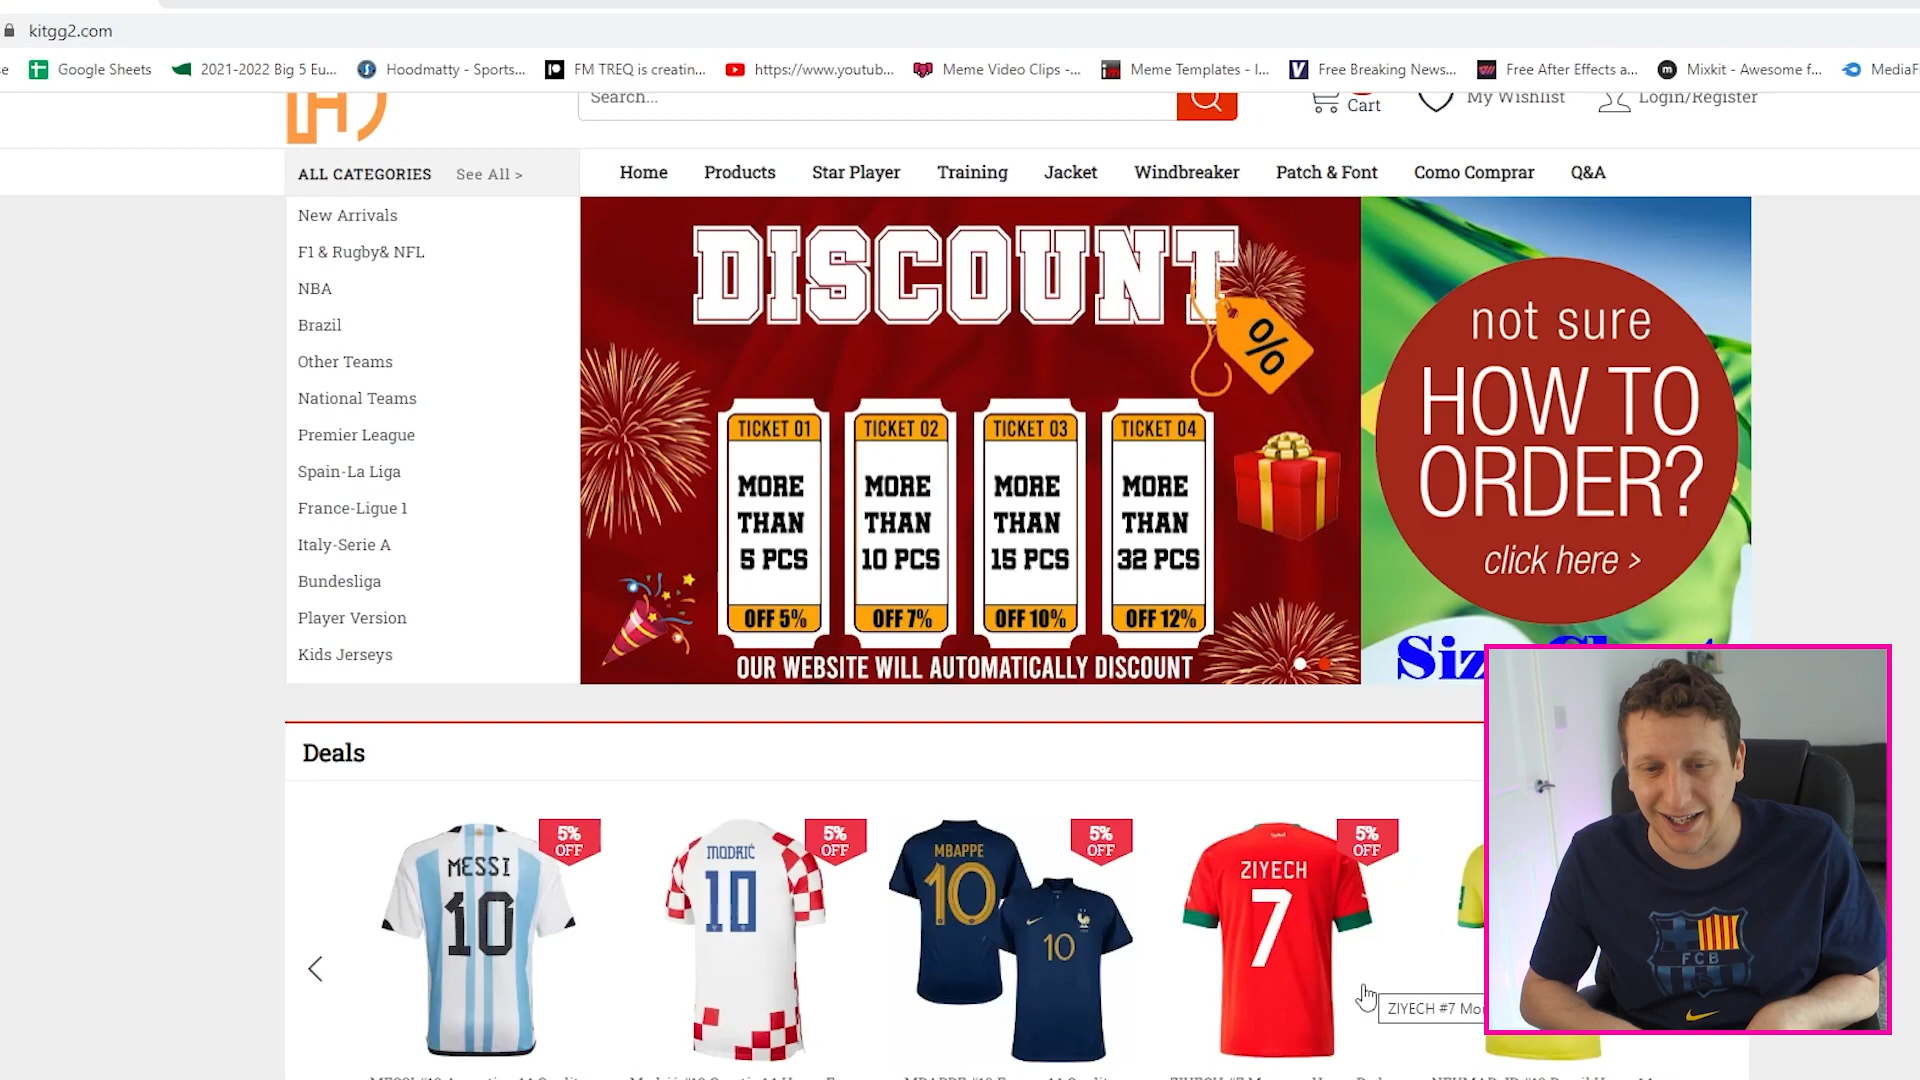 kitgg2.com
Google Sheets
2021-2022 Big 5 Eu...
Hoodmatty - Sports...
FM TREQ is creatin...
https://www.youtub...
Meme Video Clips -...
Meme Templates - I...
Free Breaking News...
Free After Effects a...
Mixkit - Awesome f...
Search...
Cart
My Wishlist
Login/Register
ALL CATEGORIES See All >
Home
Products
Star Player
Training
Jacket
Windbreaker
Patch & Font
Como Comprar
Q&A
New Arrivals
F1 & Rugby& NFL
NBA
Brazil
Other Teams
National Teams
Premier League
Spain-La Liga
France-Ligue 1
Italy-Serie A
Bundesliga
Player Version
Kids Jerseys
DISCOUNT
%
TICKET 01
MORE
THAN
5 PCS
OFF 5%
TICKET 02
MORE
THAN
10 PCS
OFF 7%
TICKET 03
MORE
THAN
15 PCS
OFF 10%
TICKET 04
MORE
THAN
32 PCS
OFF 12%
OUR WEBSITE WILL AUTOMATICALLY DISCOUNT
not sure
HOW TO
ORDER?
click here >
Deals
5%
OFF
MESSI
10
5%
OFF
MODRIĆ
10
5%
OFF
MBAPPE
10
10
5%
OFF
ZIYECH
7
ZIYECH #7
FCB